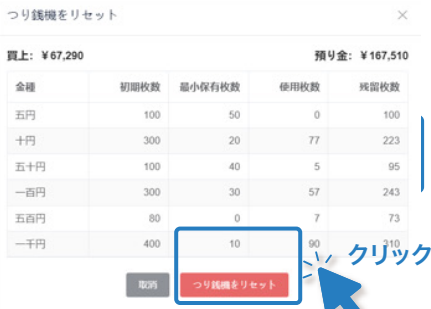 つり銭機をリセット ×
買上: ¥67,290 預り金: ¥167,510
金種 初期枚数 最小保有枚数 使用枚数 残留枚数
五円 100 50 0 100
十円 300 20 77 223
五十円 100 40 5 95
一百円 300 30 57 243
五百円 80 0 7 73
一千円 400 10 90 310
取消 つり銭機をリセット
クリック